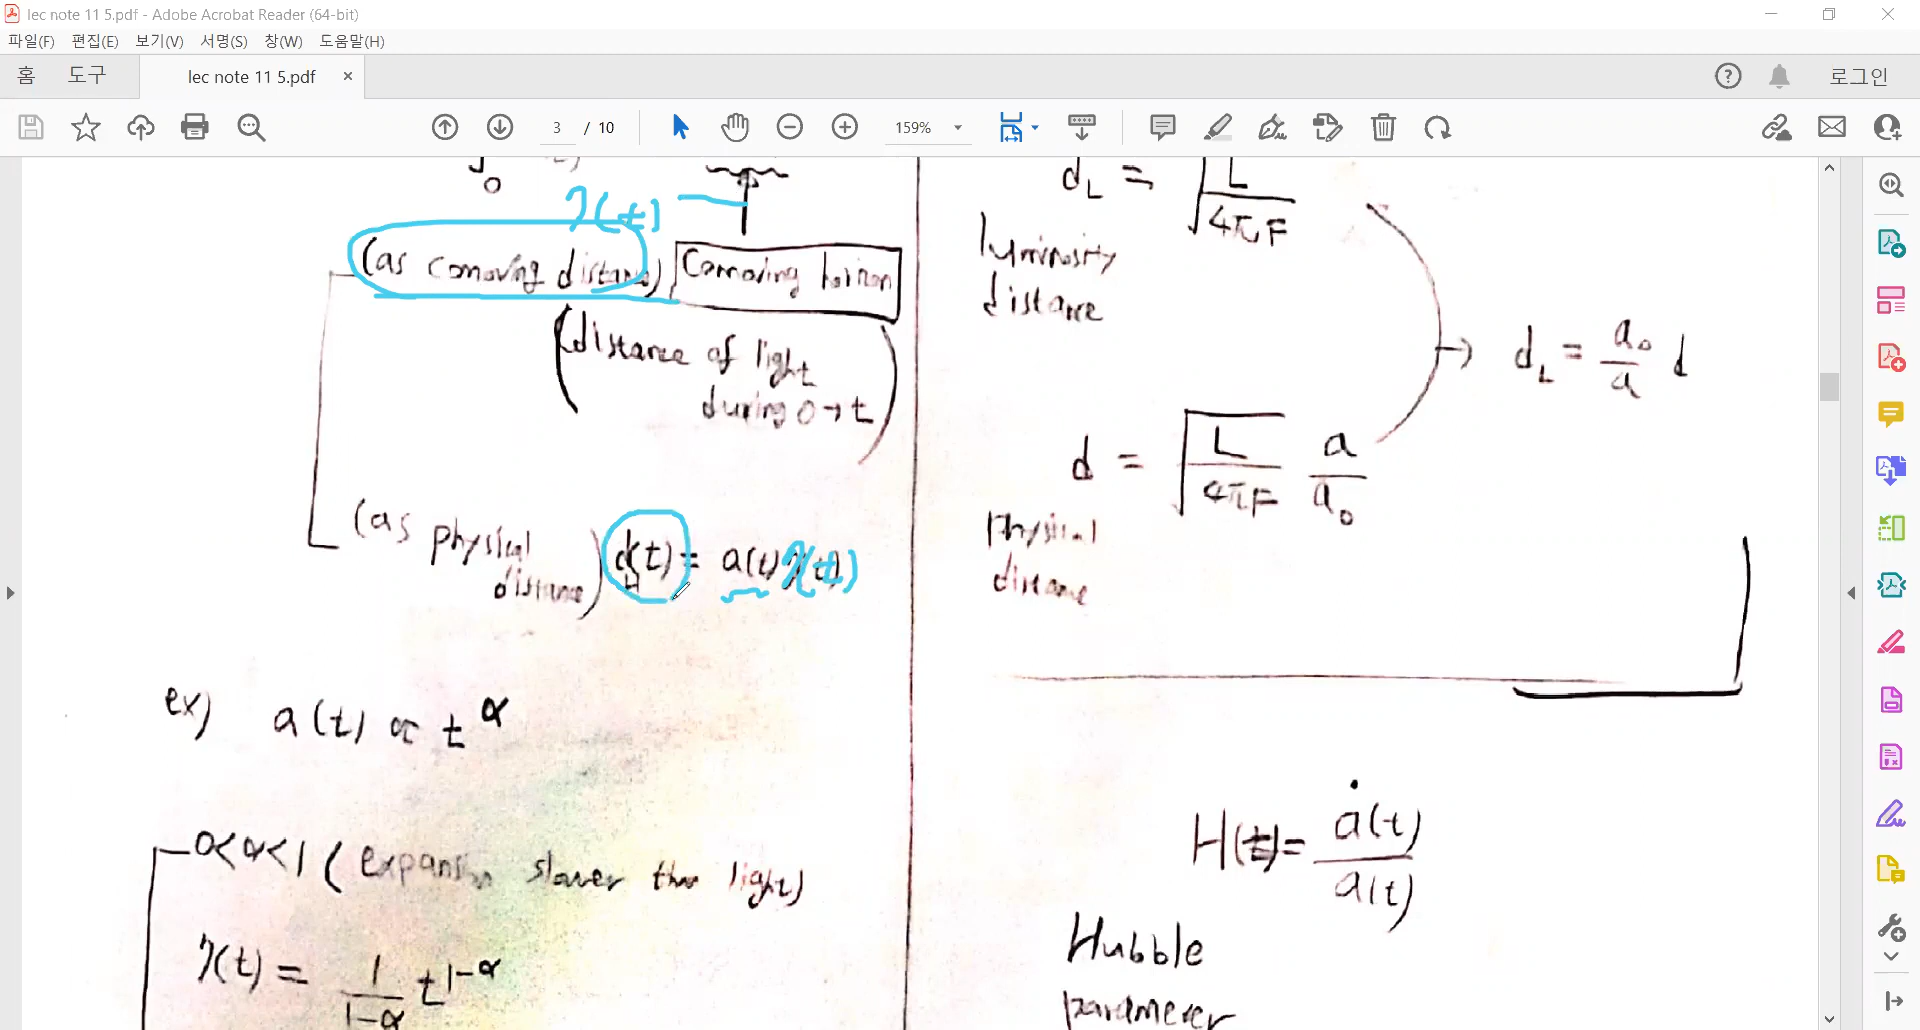 lec note 11 5.pdf - Adobe Acrobat Reader (64-bit)
파일(F) 편집(E) 보기(V) 서명(S) 창(W) 도움말(H)
홈 도구 lec note 11 5.pdf × 로그인
3 / 10 159%
0
η(t)
(as comoving distance) Comoving horizon
(distance of light
during 0→t)
(as physical
distance) d_H(t) = a(t) η(t)
ex) a(t) ∝ t^α
0<α<1 (expansion slower than light)
η(t) = 1/(1-α) t^(1-α)
d_L = √(L/4πF)
luminosity
distance
d_L = a_0/a d
d = √(L/4πF) a/a_0
physical
distance
H(t) = ȧ(t)/a(t)
Hubble
parameter